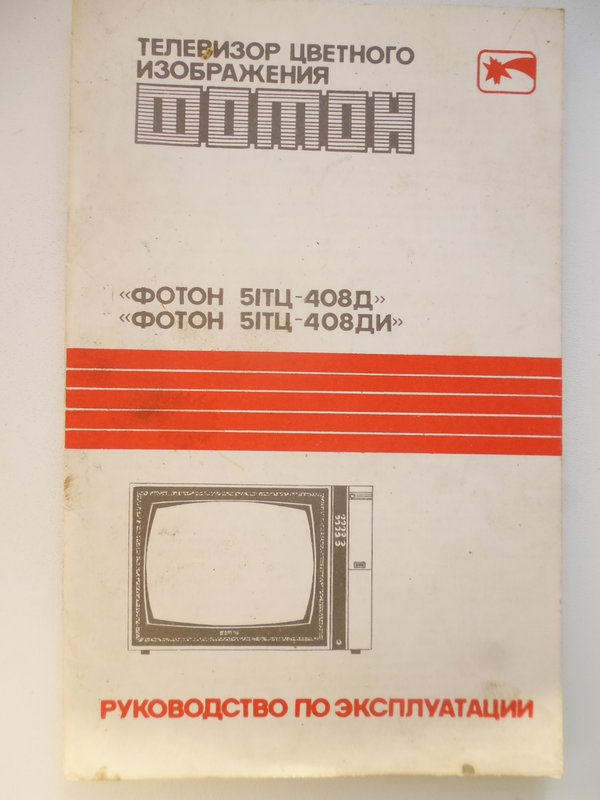 ТЕЛЕВИЗОР ЦВЕТНОГО
ИЗОБРАЖЕНИЯ
ФОТОН
«ФОТОН 51ТЦ-408Д»
«ФОТОН 51ТЦ-408ДИ»
РУКОВОДСТВО ПО ЭКСПЛУАТАЦИИ